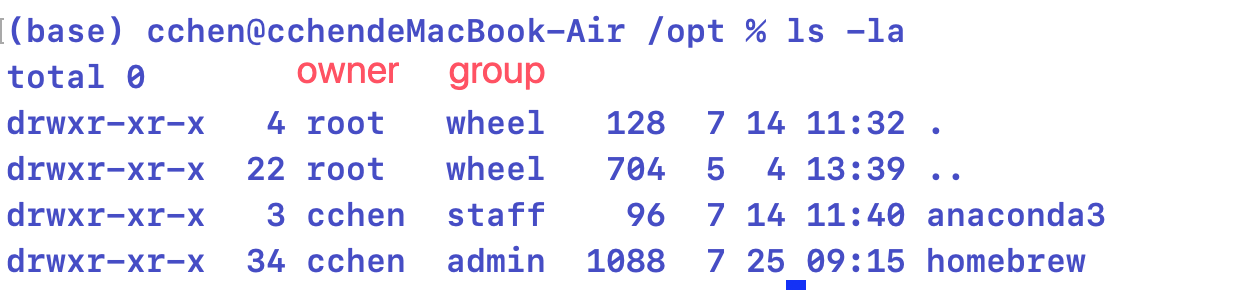 (base) cchen@cchendeMacBook-Air /opt % ls -la
total 0 owner group
drwxr-xr-x 4 root wheel 128 7 14 11:32 .
drwxr-xr-x 22 root wheel 704 5 4 13:39 ..
drwxr-xr-x 3 cchen staff 96 7 14 11:40 anaconda3
drwxr-xr-x 34 cchen admin 1088 7 25 09:15 homebrew